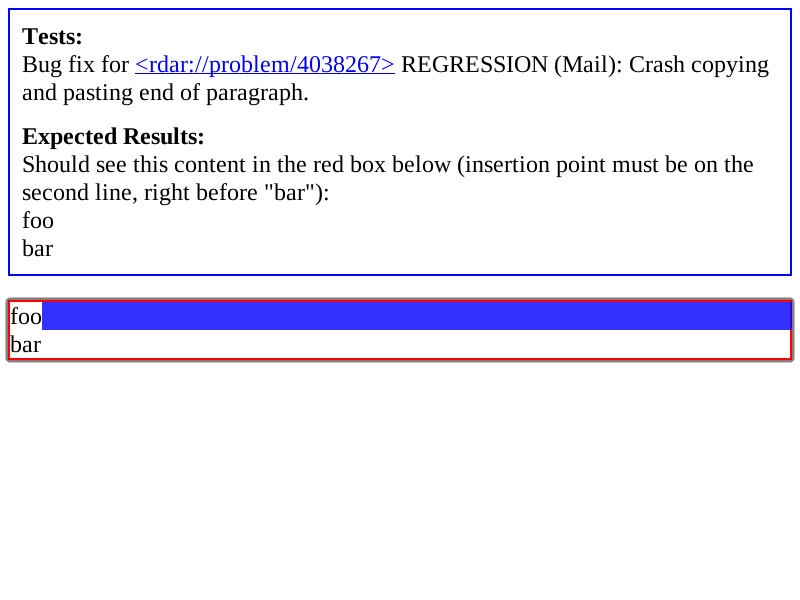 Tests:
Bug fix for <rdar://problem/4038267> REGRESSION (Mail): Crash copying
and pasting end of paragraph.
Expected Results:
Should see this content in the red box below (insertion point must be on the
second line, right before "bar"):
foo
bar
foo
bar